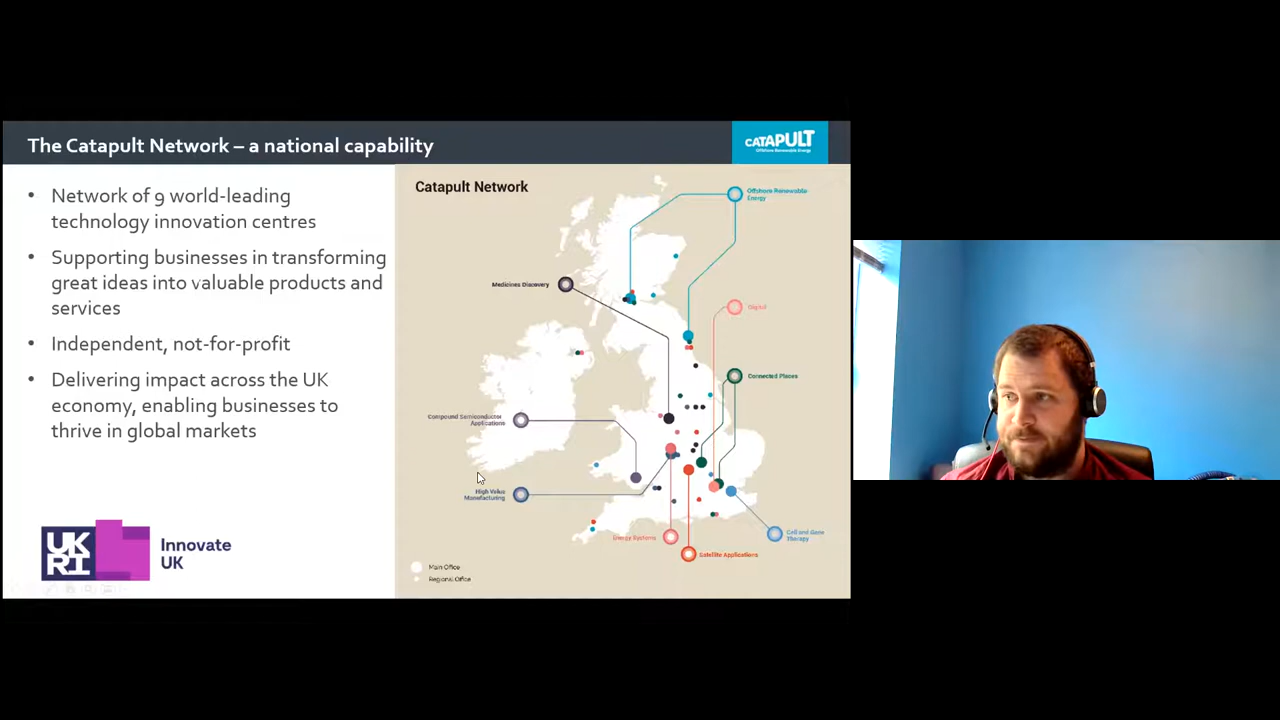 The Catapult Network – a national capability
CATAPULT
Offshore Renewable Energy
• Network of 9 world-leading
technology innovation centres
• Supporting businesses in transforming
great ideas into valuable products and
services
• Independent, not-for-profit
• Delivering impact across the UK
economy, enabling businesses to
thrive in global markets
UK
RI
Innovate
UK
Catapult Network
Offshore Renewable
Energy
Medicines Discovery
Digital
Connected Places
Compound Semiconductor
Applications
High Value
Manufacturing
Energy Systems
Cell and Gene
Therapy
Satellite Applications
Main Office
Regional Office